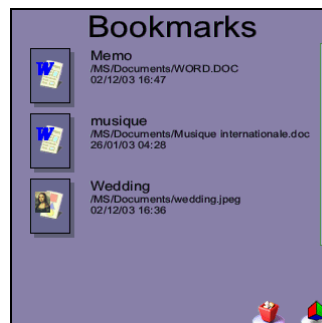 Bookmarks
Memo
/MS/Documents/WORD.DOC
02/12/03 16:47
musique
/MS/Documents/Musique internationale.doc
26/01/03 04:28
Wedding
/MS/Documents/wedding.jpeg
02/12/03 16:36